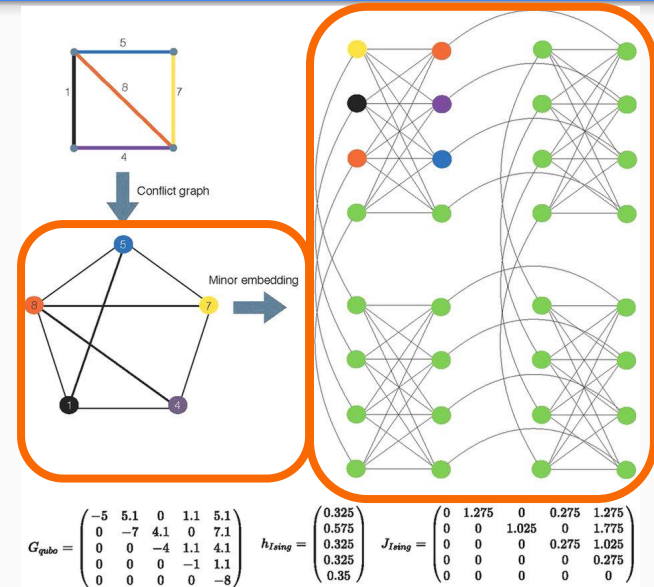 5
1
8
7
4
Conflict graph
5
8
7
Minor embedding
1
4
G_qubo = ( −5 5.1 0 1.1 5.1
0 −7 4.1 0 7.1
0 0 −4 1.1 4.1
0 0 0 −1 1.1
0 0 0 0 −8 )
h_Ising = ( 0.325
0.575
0.325
0.325
0.35 )
J_Ising = ( 0 1.275 0 0.275 1.275
0 0 1.025 0 1.775
0 0 0 0.275 1.025
0 0 0 0 0.275
0 0 0 0 0 )